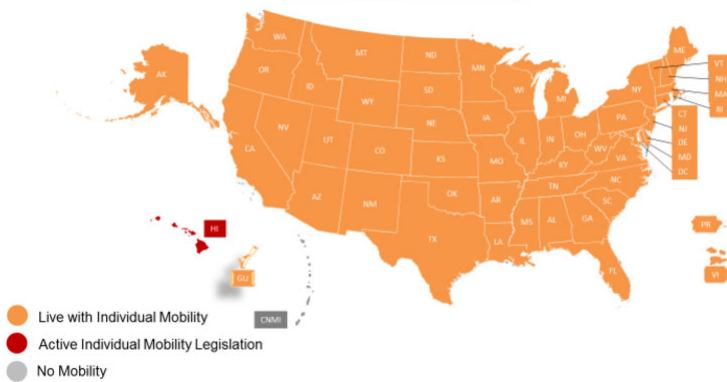 WA
MT
ND
MN
ME
VT
NH
MA
RI
AK
OR
ID
SD
WI
MI
NY
WY
CT
NJ
DE
MD
DC
NV
UT
NE
IA
PA
CA
CO
IL
IN
OH
WV
VA
KS
MO
KY
NC
AZ
NM
OK
AR
TN
SC
TX
LA
MS
AL
GA
FL
PR
VI
HI
GU
CNMI
Live with Individual Mobility
Active Individual Mobility Legislation
No Mobility